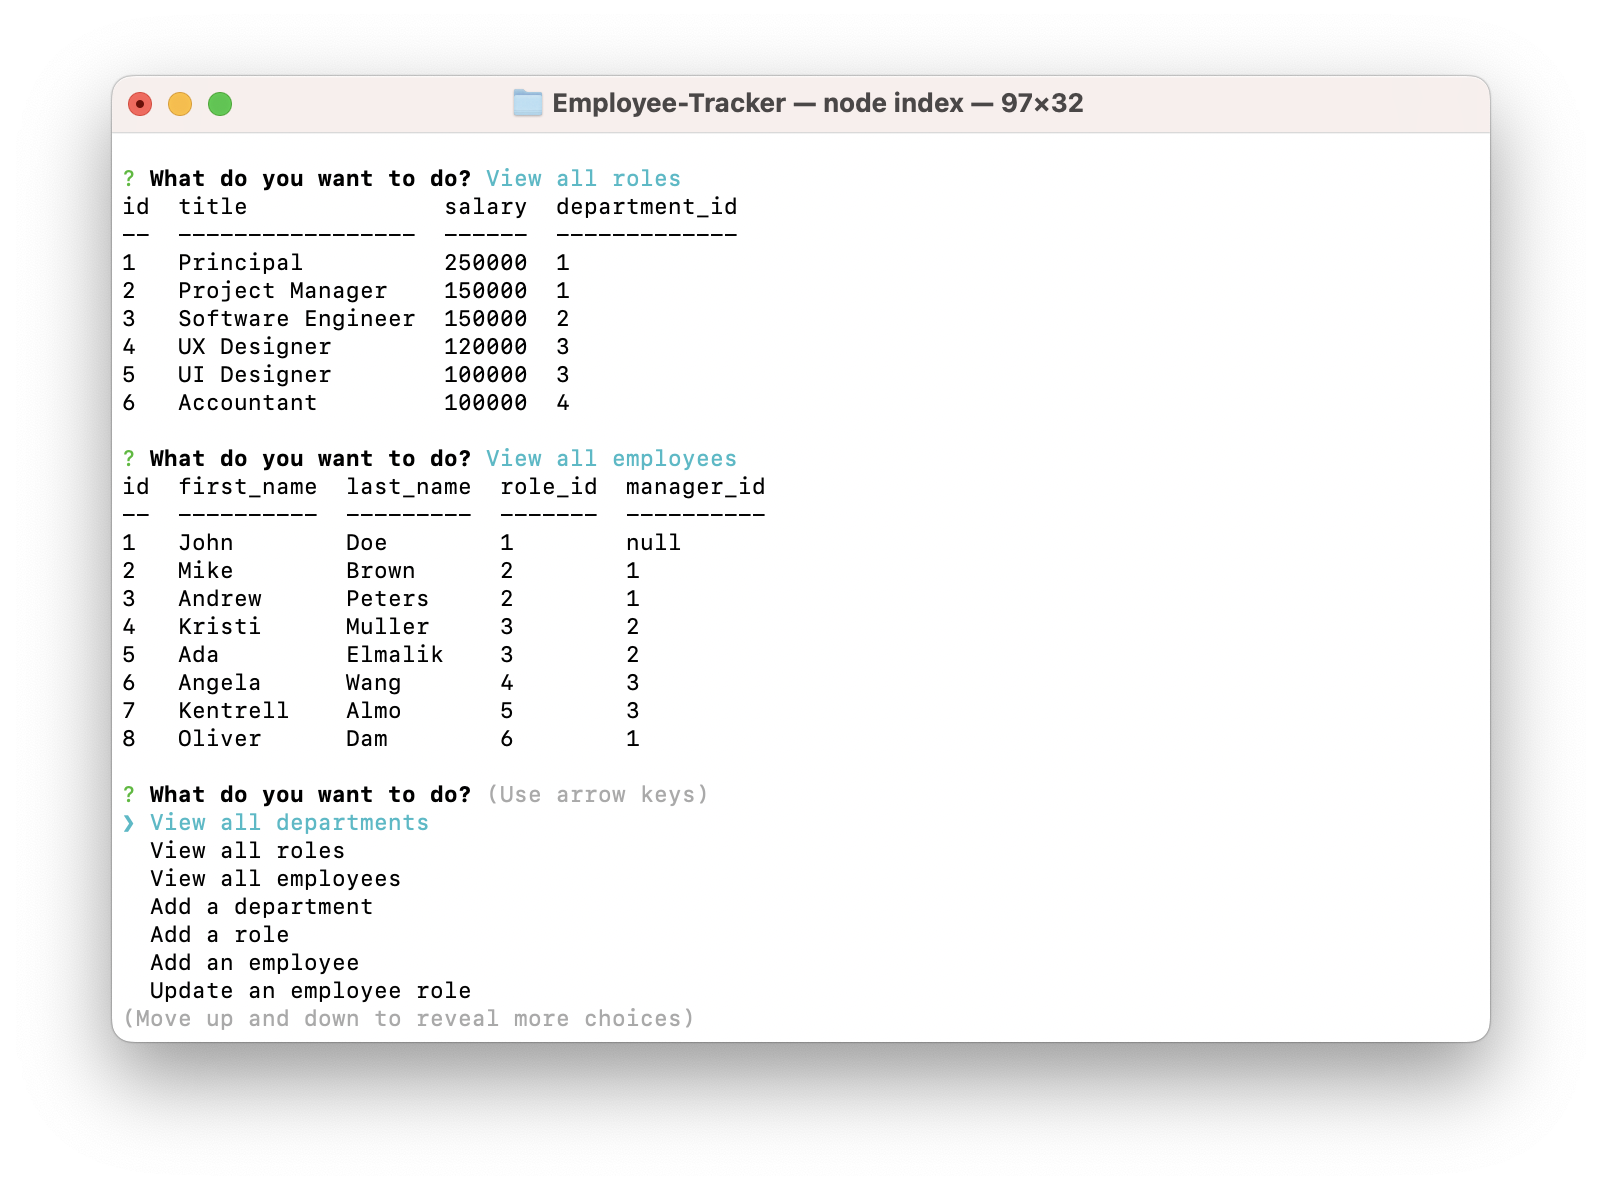 Employee-Tracker — node index — 97×32
? What do you want to do? View all roles
id  title              salary  department_id
--  -----------------  ------  -------------
1   Principal          250000  1
2   Project Manager    150000  1
3   Software Engineer  150000  2
4   UX Designer        120000  3
5   UI Designer        100000  3
6   Accountant         100000  4
? What do you want to do? View all employees
id  first_name  last_name  role_id  manager_id
--  ----------  ---------  -------  ----------
1   John        Doe        1        null
2   Mike        Brown      2        1
3   Andrew      Peters     2        1
4   Kristi      Muller     3        2
5   Ada         Elmalik    3        2
6   Angela      Wang       4        3
7   Kentrell    Almo       5        3
8   Oliver      Dam        6        1
? What do you want to do? (Use arrow keys)
❯ View all departments
  View all roles
  View all employees
  Add a department
  Add a role
  Add an employee
  Update an employee role
(Move up and down to reveal more choices)